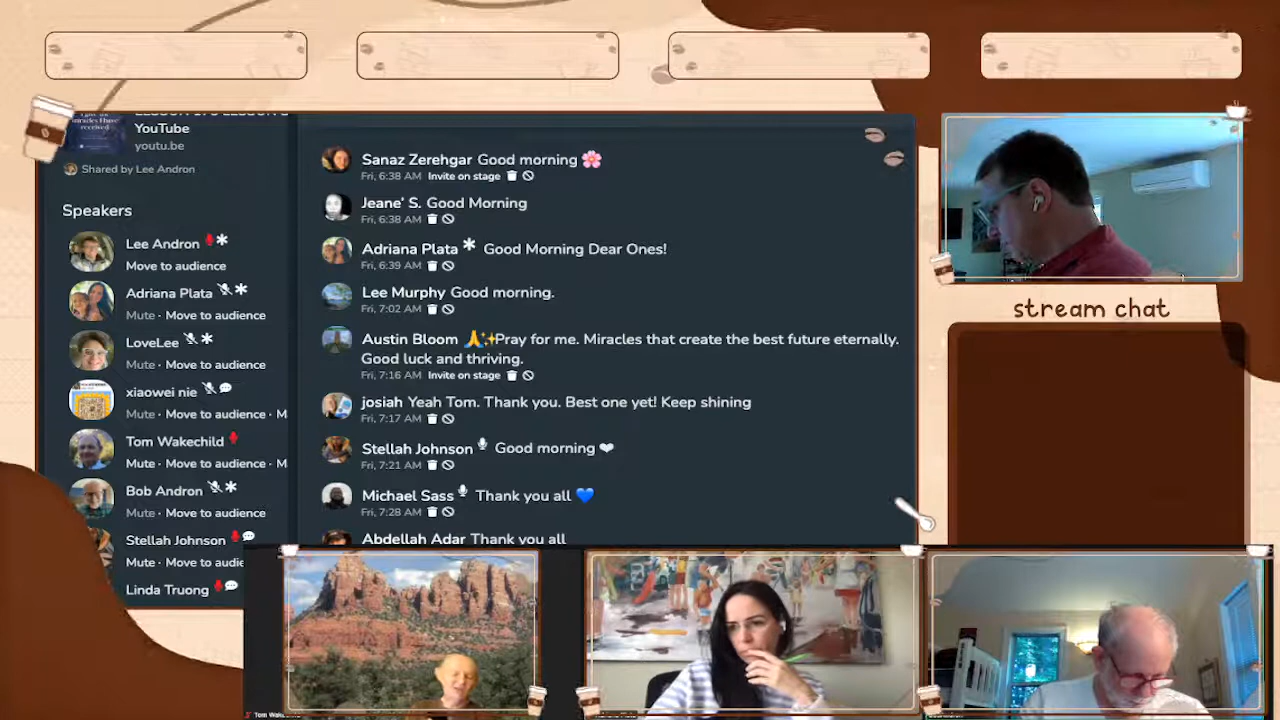 received
YouTube
youtu.be
Shared by Lee Andron
Speakers
Lee Andron
Move to audience
Adriana Plata
Mute · Move to audience
LoveLee
Mute · Move to audience
xiaowei nie
Mute · Move to audience · M
Tom Wakechild
Mute · Move to audience · M
Bob Andron
Mute · Move to audience
Stellah Johnson
Mute · Move to audie
Linda Truong
Sanaz Zerehgar Good morning 🌸
Fri, 6:38 AM Invite on stage
Jeane' S. Good Morning
Fri, 6:38 AM
Adriana Plata Good Morning Dear Ones!
Fri, 6:39 AM
Lee Murphy Good morning.
Fri, 7:02 AM
Austin Bloom 🙏✨Pray for me. Miracles that create the best future eternally.
Good luck and thriving.
Fri, 7:16 AM Invite on stage
josiah Yeah Tom. Thank you. Best one yet! Keep shining
Fri, 7:17 AM
Stellah Johnson Good morning ❤
Fri, 7:21 AM
Michael Sass Thank you all 💙
Fri, 7:28 AM
Abdellah Adar Thank you all
stream chat